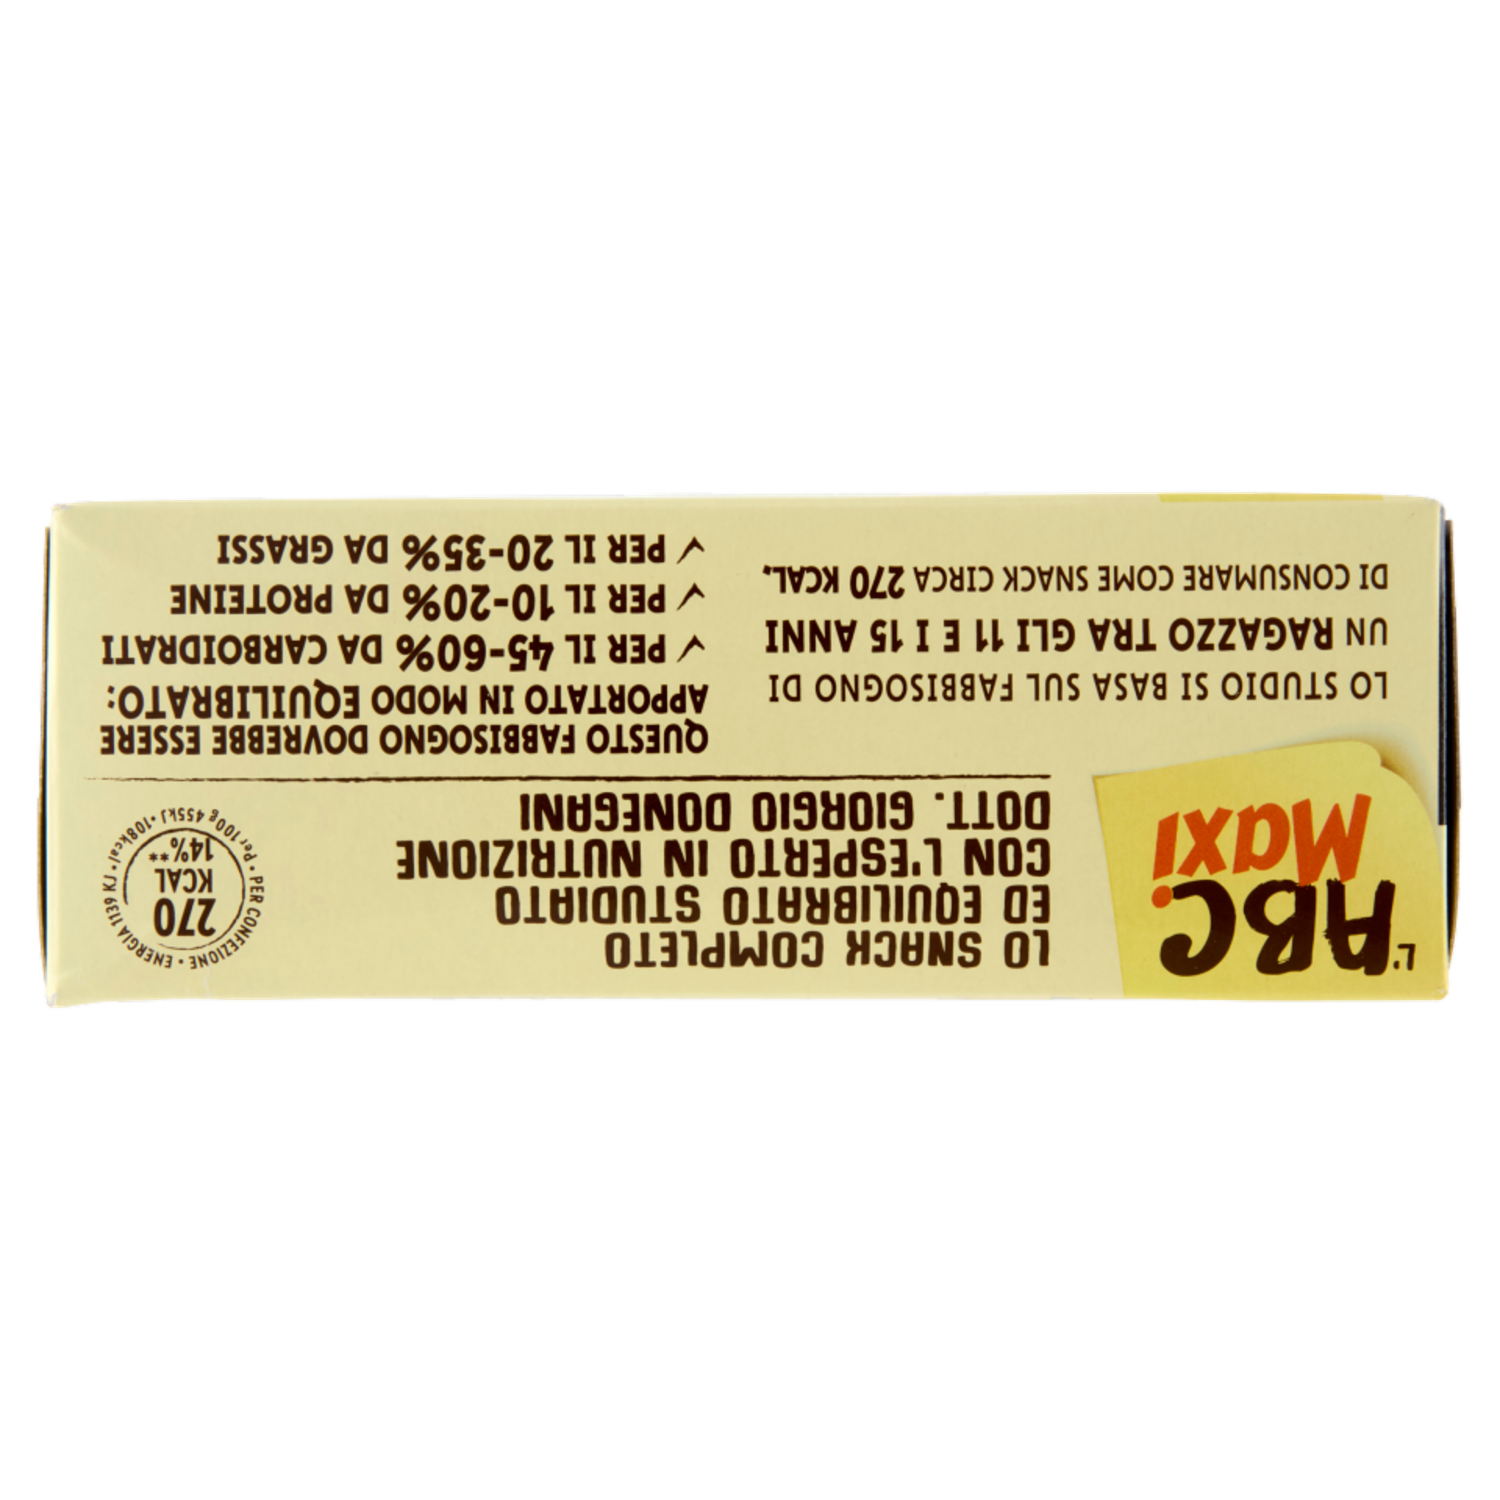 L'ABC
Maxi
LO SNACK COMPLETO
ED EQUILIBRATO STUDIATO
CON L'ESPERTO IN NUTRIZIONE
DOTT. GIORGIO DONEGANI
270
KCAL
14%**
PER CONFEZIONE • ENERGIA 1139 KJ • 108kcal • Per 100g 455kJ •
LO STUDIO SI BASA SUL FABBISOGNO DI
UN RAGAZZO TRA GLI 11 E I 15 ANNI
DI CONSUMARE COME SNACK CIRCA 270 KCAL.
QUESTO FABBISOGNO DOVREBBE ESSERE
APPORTATO IN MODO EQUILIBRATO:
✓ PER IL 45-60% DA CARBOIDRATI
✓ PER IL 10-20% DA PROTEINE
✓ PER IL 20-35% DA GRASSI